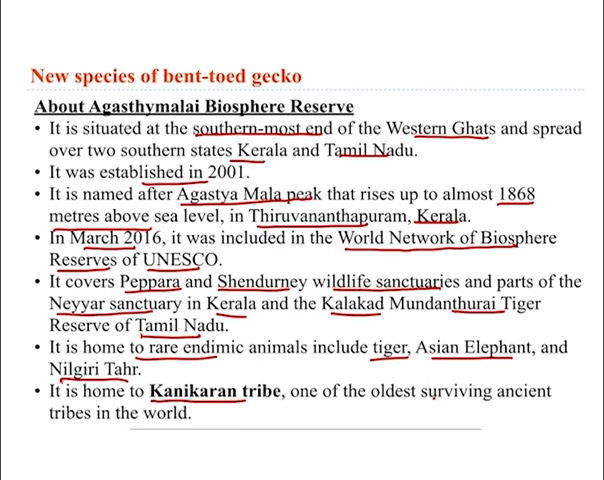 New species of bent-toed gecko
About Agasthymalai Biosphere Reserve
• It is situated at the southern-most end of the Western Ghats and spread
over two southern states Kerala and Tamil Nadu.
• It was established in 2001.
• It is named after Agastya Mala peak that rises up to almost 1868
metres above sea level, in Thiruvananthapuram, Kerala.
• In March 2016, it was included in the World Network of Biosphere
Reserves of UNESCO.
• It covers Peppara and Shendurney wildlife sanctuaries and parts of the
Neyyar sanctuary in Kerala and the Kalakad Mundanthurai Tiger
Reserve of Tamil Nadu.
• It is home to rare endimic animals include tiger, Asian Elephant, and
Nilgiri Tahr.
• It is home to Kanikaran tribe, one of the oldest surviving ancient
tribes in the world.